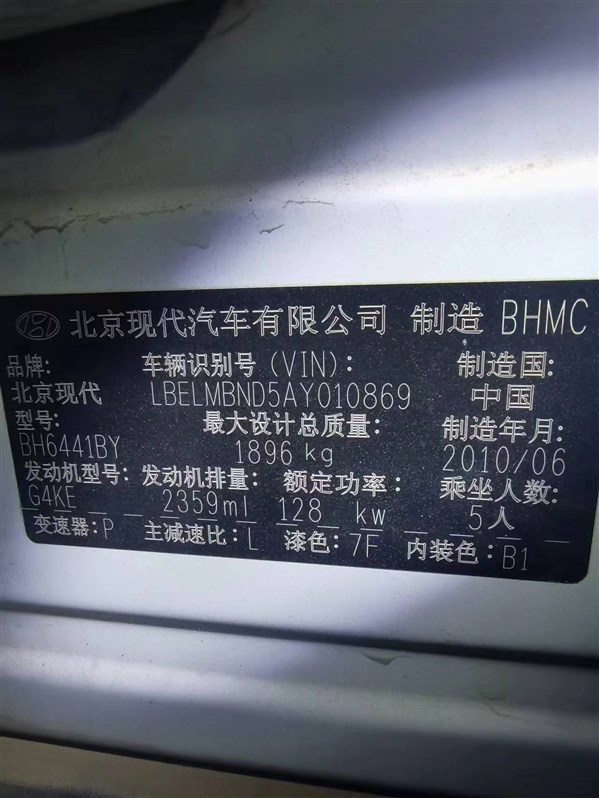 北京现代汽车有限公司 制造 BHMC
品牌: 车辆识别号(VIN): 制造国:
北京现代 LBELMBND5AY010869 中国
型号: 最大设计总质量: 制造年月:
BH6441BY 1896 kg 2010/06
发动机型号: 发动机排量: 额定功率: 乘坐人数:
G4KE 2359ml 128 kw 5人
变速器:P 主减速比:L 漆色:7F 内装色:B1